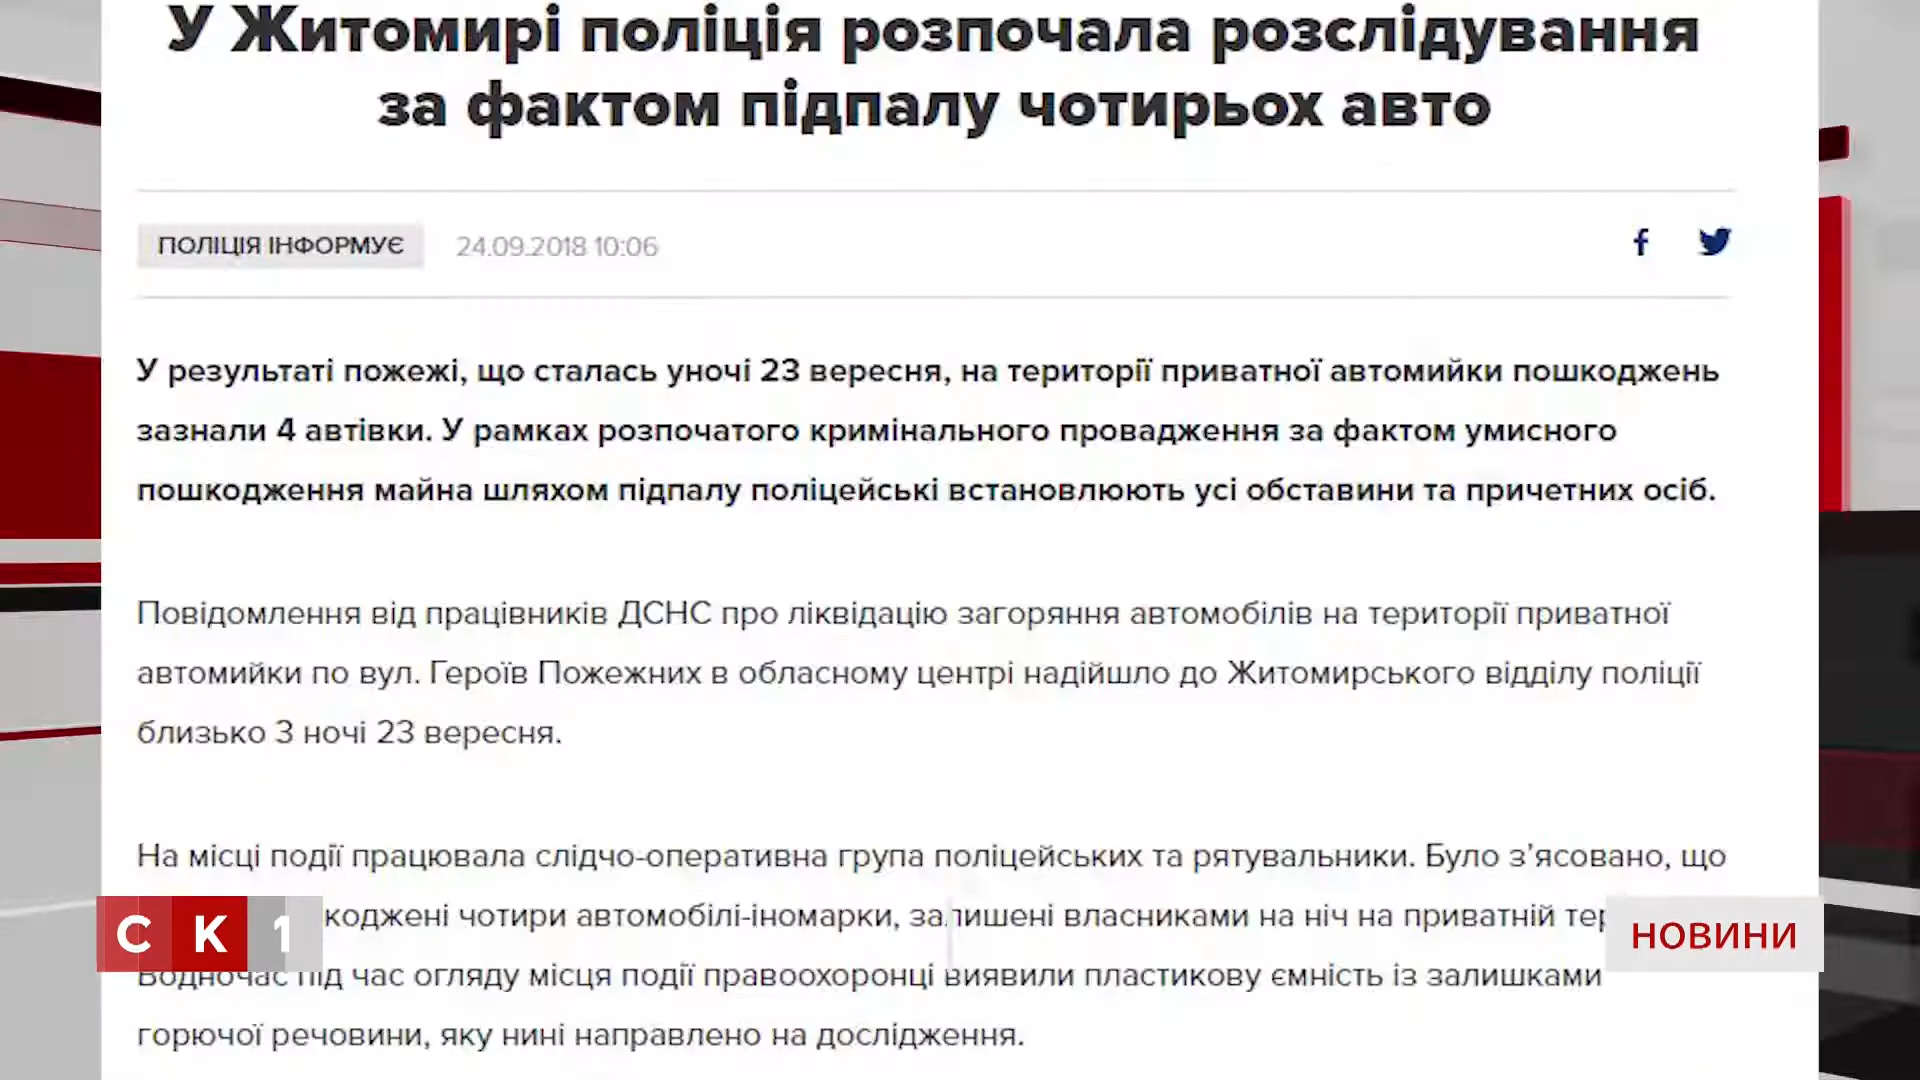 У Житомирі поліція розпочала розслідування
за фактом підпалу чотирьох авто
ПОЛІЦІЯ ІНФОРМУЄ 24.09.2018 10:06
У результаті пожежі, що сталась уночі 23 вересня, на території приватної автомийки пошкоджень
зазнали 4 автівки. У рамках розпочатого кримінального провадження за фактом умисного
пошкодження майна шляхом підпалу поліцейські встановлюють усі обставини та причетних осіб.
Повідомлення від працівників ДСНС про ліквідацію загоряння автомобілів на території приватної
автомийки по вул. Героїв Пожежних в обласному центрі надійшло до Житомирського відділу поліції
близько 3 ночі 23 вересня.
На місці події працювала слідчо-оперативна група поліцейських та рятувальники. Було з'ясовано, що
коджені чотири автомобілі-іномарки, залишені власниками на ніч на приватній тер
Водночас під час огляду місця події правоохоронці виявили пластикову ємність із залишками
горючої речовини, яку нині направлено на дослідження.
СК1
НОВИНИ